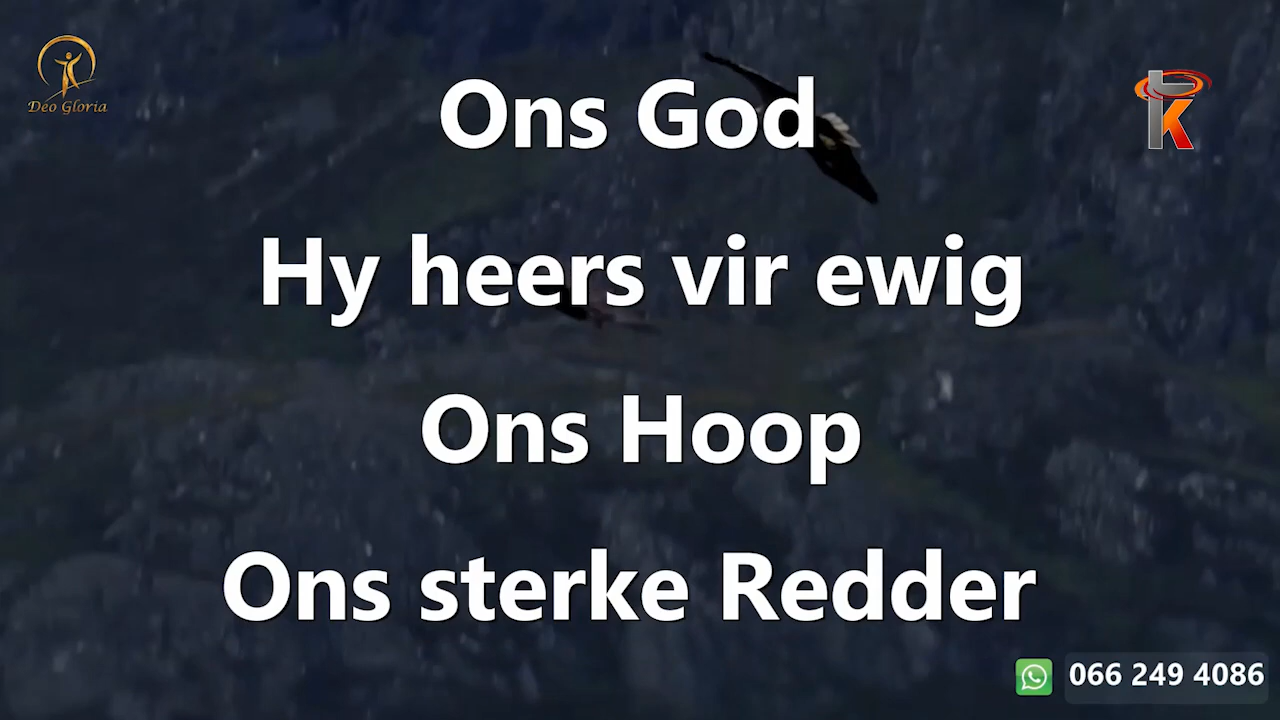 Deo Gloria
Ons God
Hy heers vir ewig
Ons Hoop
Ons sterke Redder
066 249 4086